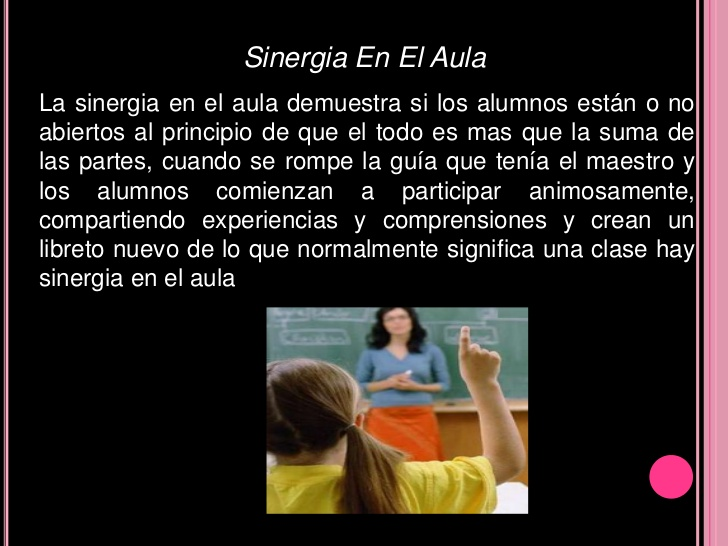 Sinergia En El Aula
La sinergia en el aula demuestra si los alumnos están o no
abiertos al principio de que el todo es mas que la suma de
las partes, cuando se rompe la guía que tenía el maestro y
los alumnos comienzan a participar animosamente,
compartiendo experiencias y comprensiones y crean un
libreto nuevo de lo que normalmente significa una clase hay
sinergia en el aula